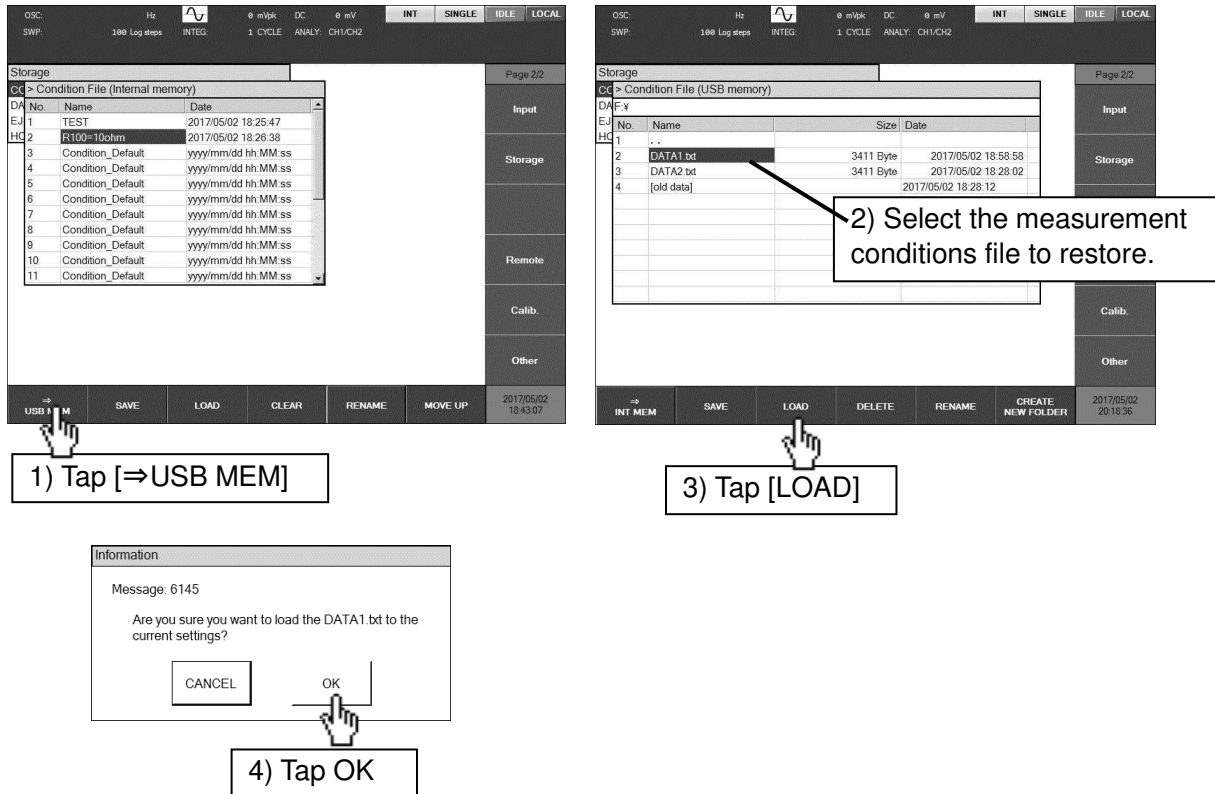 OSC: Hz 0 mVpk DC 0 mV INT SINGLE IDLE LOCAL
SWP: 100 Log steps INTEG: 1 CYCLE ANALY: CH1/CH2
Storage Page 2/2
> Condition File (Internal memory)
No. Name Date
1 TEST 2017/05/02 18:25:47
2 R100=10ohm 2017/05/02 18:26:38
3 Condition_Default yyyy/mm/dd hh:MM:ss
4 Condition_Default yyyy/mm/dd hh:MM:ss
5 Condition_Default yyyy/mm/dd hh:MM:ss
6 Condition_Default yyyy/mm/dd hh:MM:ss
7 Condition_Default yyyy/mm/dd hh:MM:ss
8 Condition_Default yyyy/mm/dd hh:MM:ss
9 Condition_Default yyyy/mm/dd hh:MM:ss
10 Condition_Default yyyy/mm/dd hh:MM:ss
11 Condition_Default yyyy/mm/dd hh:MM:ss
Input
Storage
Remote
Calib.
Other
⇒
USB MEM SAVE LOAD CLEAR RENAME MOVE UP 2017/05/02
18:43:07
1) Tap [⇒USB MEM]
OSC: Hz 0 mVpk DC 0 mV INT SINGLE IDLE LOCAL
SWP: 100 Log steps INTEG: 1 CYCLE ANALY: CH1/CH2
Storage Page 2/2
> Condition File (USB memory)
F:¥
No. Name Size Date
1 . .
2 DATA1.txt 3411 Byte 2017/05/02 18:58:58
3 DATA2.txt 3411 Byte 2017/05/02 18:28:02
4 [old data] 2017/05/02 18:28:12
Input
Storage
2) Select the measurement
conditions file to restore.
Calib.
Other
⇒
INT MEM SAVE LOAD DELETE RENAME CREATE
NEW FOLDER 2017/05/02
20:18:36
3) Tap [LOAD]
Information
Message: 6145
Are you sure you want to load the DATA1.txt to the
current settings?
CANCEL OK
4) Tap OK